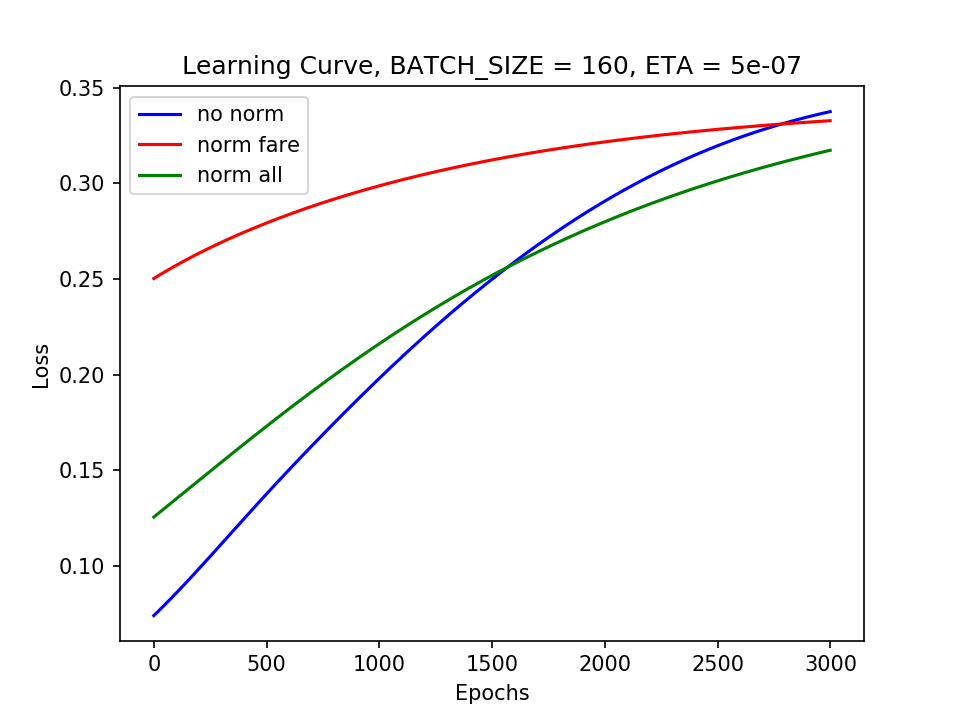 Learning Curve, BATCH_SIZE = 160, ETA = 5e-07
0.35
0.30
0.25
0.20
0.15
0.10
Loss
no norm
norm fare
norm all
0
500
1000
1500
2000
2500
3000
Epochs